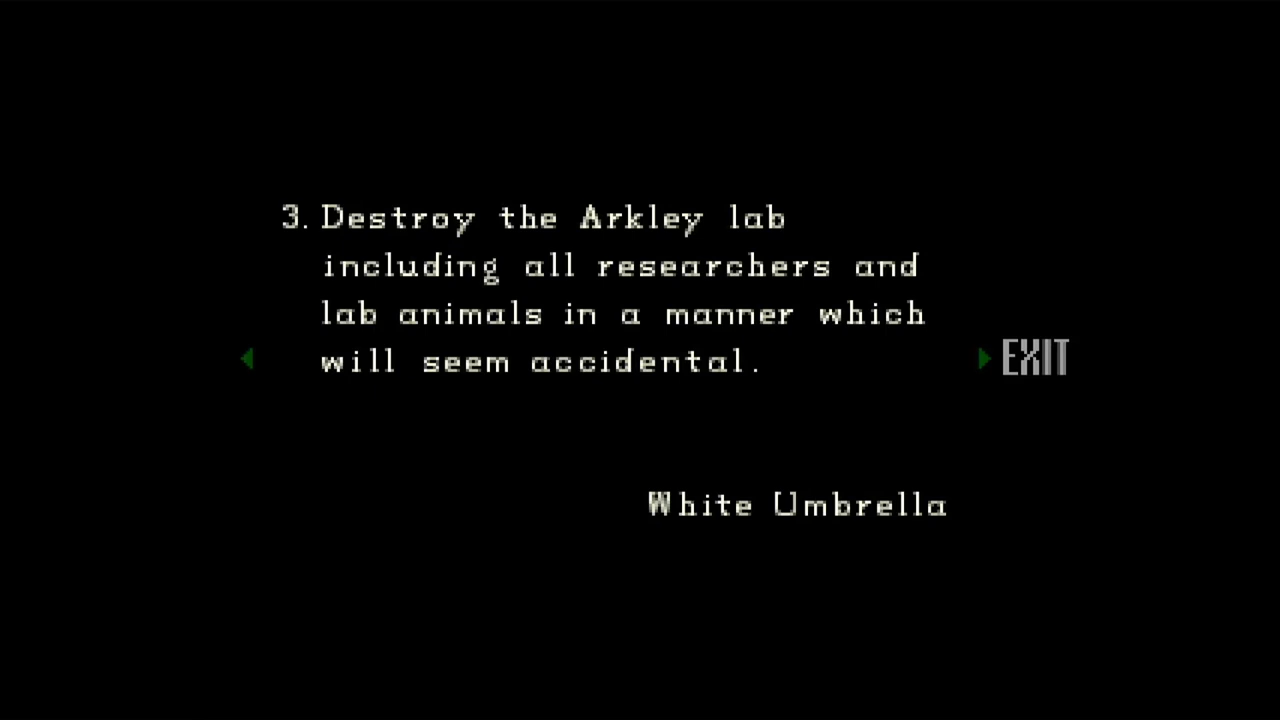 3. Destroy the Arkley lab
including all researchers and
lab animals in a manner which
will seem accidental.
EXIT
White Umbrella